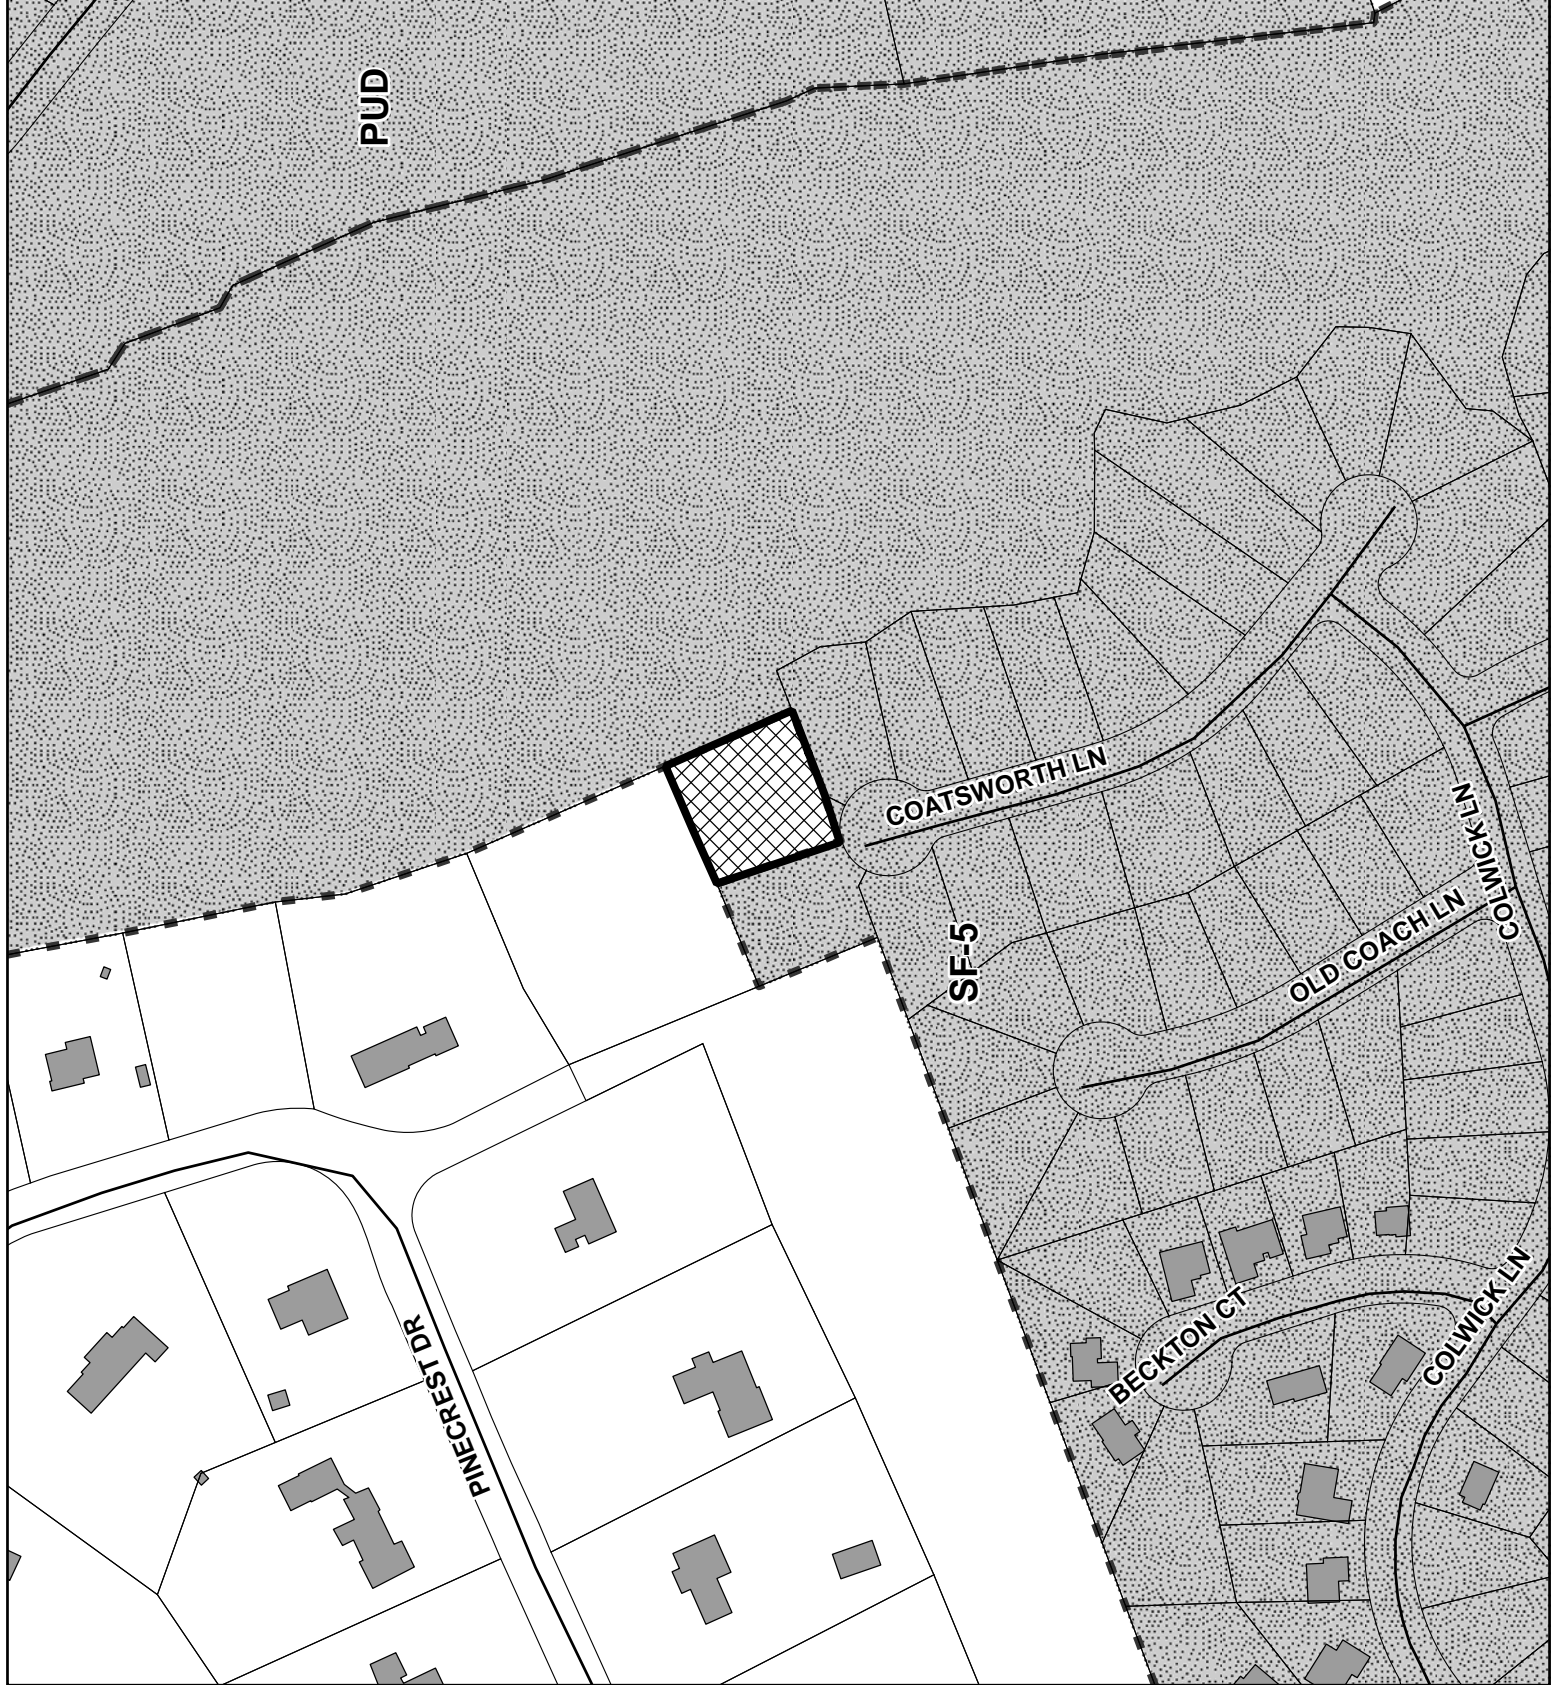 PUD
COATSWORTH LN
COLWICK LN
OLD COACH LN
SF-5
BECKTON CT
COLWICK LN
PINECREST DR